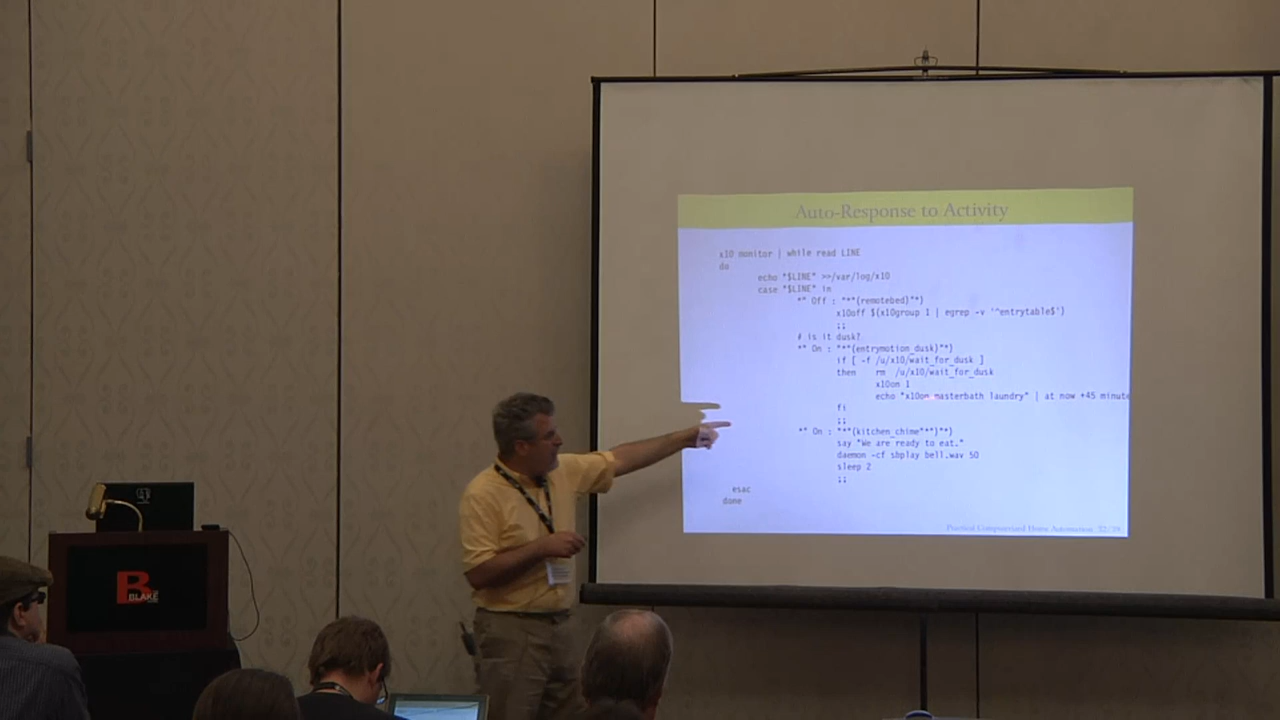 Auto-Response to Activity
x10 monitor | while read LINE
do
echo "$LINE" >>/var/log/x10
case "$LINE" in
*" Off : "*"(remotebed)"*)
x10off $(x10group 1 | egrep -v '^entrytable$')
;;
# is it dusk?
*" On : "*"(entrymotion_dusk)"*)
if [ -f /u/x10/wait_for_dusk ]
then rm /u/x10/wait_for_dusk
x10on 1
echo "x10on masterbath laundry" | at now +45 minute
fi
;;
*" On : "*"(kitchen_chime"*")"*)
say "We are ready to eat."
daemon -cf sbplay bell.wav 50
sleep 2
;;
esac
done
Practical Computerized Home Automation
B
BLAKE